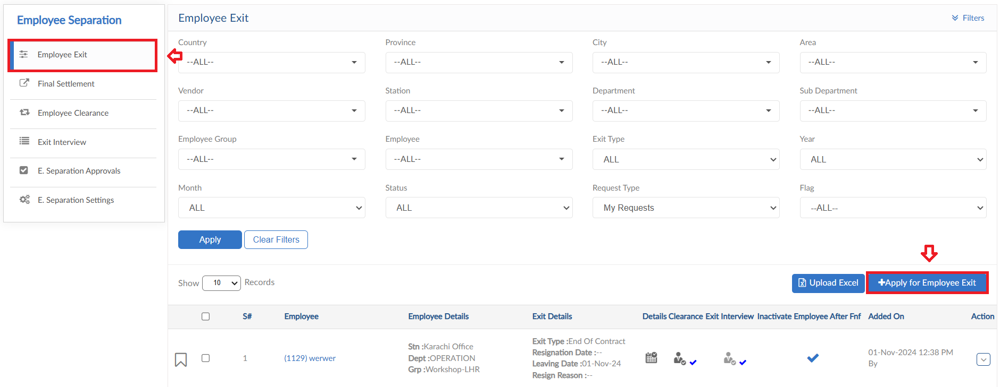 Employee Separation
Employee Exit
Final Settlement
Employee Clearance
Exit Interview
E. Separation Approvals
E. Separation Settings
Employee Exit
Filters
Country Province City Area
--ALL-- --ALL-- --ALL-- --ALL--
Vendor Station Department Sub Department
--ALL-- --ALL-- --ALL-- --ALL--
Employee Group Employee Exit Type Year
--ALL-- --ALL-- ALL ALL
Month Status Request Type Flag
ALL ALL My Requests --ALL--
Apply Clear Filters
Show 10 Records
Upload Excel +Apply for Employee Exit
S# Employee Employee Details Exit Details Details Clearance Exit Interview Inactivate Employee After Fnf Added On Action
1 (1129) werwer
Stn :Karachi Office
Dept :OPERATION
Grp :Workshop-LHR
Exit Type :End Of Contract
Resignation Date :--
Leaving Date :01-Nov-24
Resign Reason :--
01-Nov-2024 12:38 PM
By